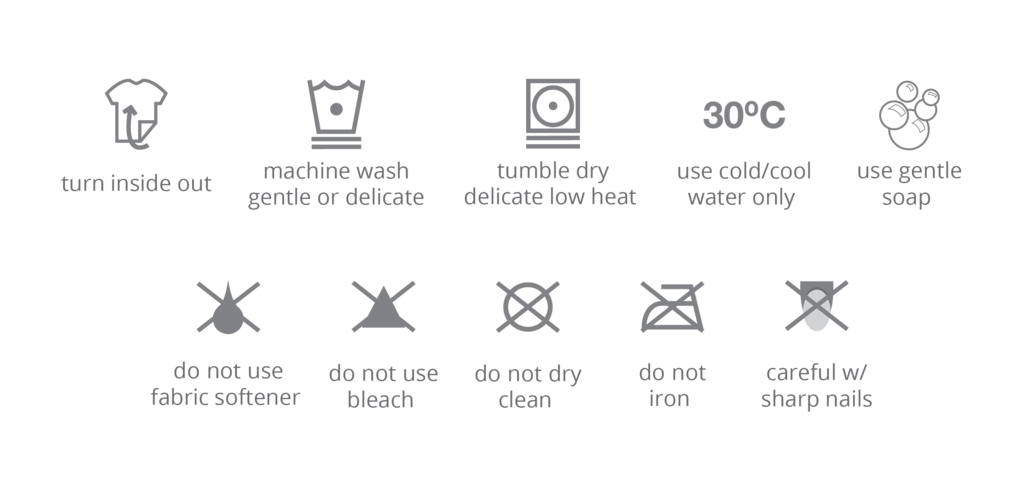 30ºC
turn inside out
machine wash
gentle or delicate
tumble dry
delicate low heat
use cold/cool
water only
use gentle
soap
do not use
fabric softener
do not use
bleach
do not dry
clean
do not
iron
careful w/
sharp nails